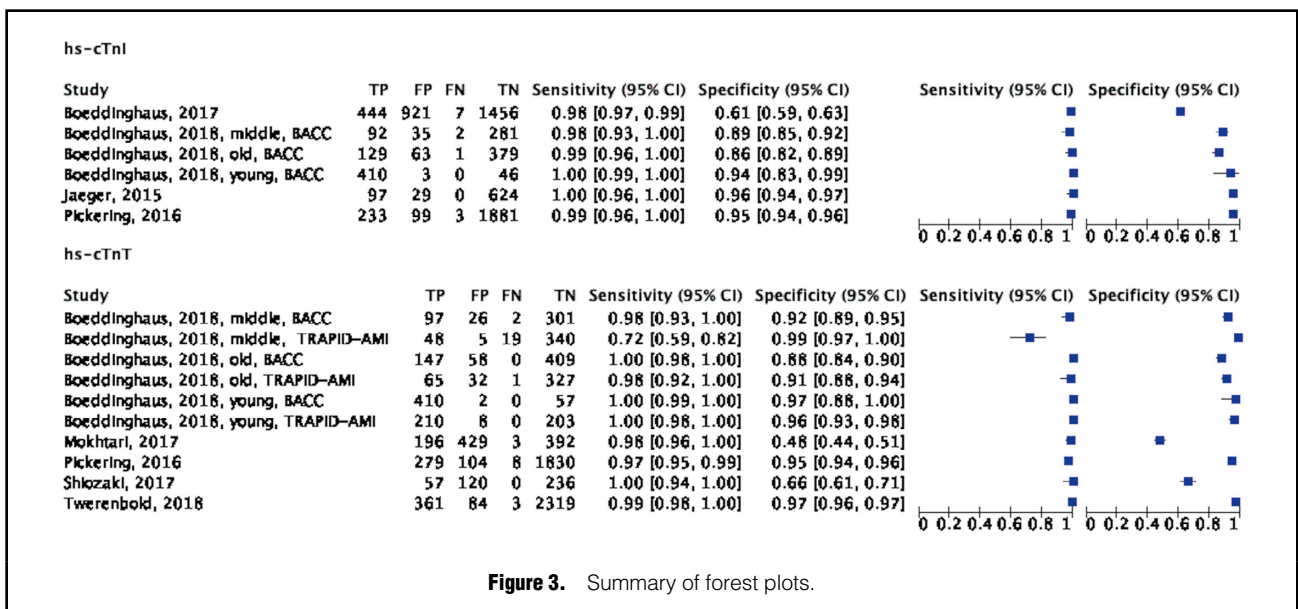 hs-cTnI
Study TP FP FN TN Sensitivity (95% CI) Specificity (95% CI) Sensitivity (95% CI) Specificity (95% CI)
Boeddinghaus, 2017 444 921 7 1456 0.98 [0.97, 0.99] 0.61 [0.59, 0.63]
Boeddinghaus, 2018, middle, BACC 92 35 2 281 0.98 [0.93, 1.00] 0.89 [0.85, 0.92]
Boeddinghaus, 2018, old, BACC 129 63 1 379 0.99 [0.96, 1.00] 0.86 [0.82, 0.89]
Boeddinghaus, 2018, young, BACC 410 3 0 46 1.00 [0.99, 1.00] 0.94 [0.83, 0.99]
Jaeger, 2015 97 29 0 624 1.00 [0.96, 1.00] 0.96 [0.94, 0.97]
Pickering, 2016 233 99 3 1881 0.99 [0.96, 1.00] 0.95 [0.94, 0.96]
0 0.2 0.4 0.6 0.8 1 0 0.2 0.4 0.6 0.8 1
hs-cTnT
Study TP FP FN TN Sensitivity (95% CI) Specificity (95% CI) Sensitivity (95% CI) Specificity (95% CI)
Boeddinghaus, 2018, middle, BACC 97 26 2 301 0.98 [0.93, 1.00] 0.92 [0.89, 0.95]
Boeddinghaus, 2018, middle, TRAPID-AMI 48 5 19 340 0.72 [0.59, 0.82] 0.99 [0.97, 1.00]
Boeddinghaus, 2018, old, BACC 147 58 0 409 1.00 [0.98, 1.00] 0.88 [0.84, 0.90]
Boeddinghaus, 2018, old, TRAPID-AMI 65 32 1 327 0.98 [0.92, 1.00] 0.91 [0.88, 0.94]
Boeddinghaus, 2018, young, BACC 410 2 0 57 1.00 [0.99, 1.00] 0.97 [0.88, 1.00]
Boeddinghaus, 2018, young, TRAPID-AMI 210 8 0 203 1.00 [0.98, 1.00] 0.96 [0.93, 0.98]
Mokhtari, 2017 196 429 3 392 0.98 [0.96, 1.00] 0.48 [0.44, 0.51]
Pickering, 2016 279 104 8 1830 0.97 [0.95, 0.99] 0.95 [0.94, 0.96]
Shiozaki, 2017 57 120 0 236 1.00 [0.94, 1.00] 0.66 [0.61, 0.71]
Twerenbold, 2018 361 84 3 2319 0.99 [0.98, 1.00] 0.97 [0.96, 0.97]
0 0.2 0.4 0.6 0.8 1 0 0.2 0.4 0.6 0.8 1
Figure 3. Summary of forest plots.